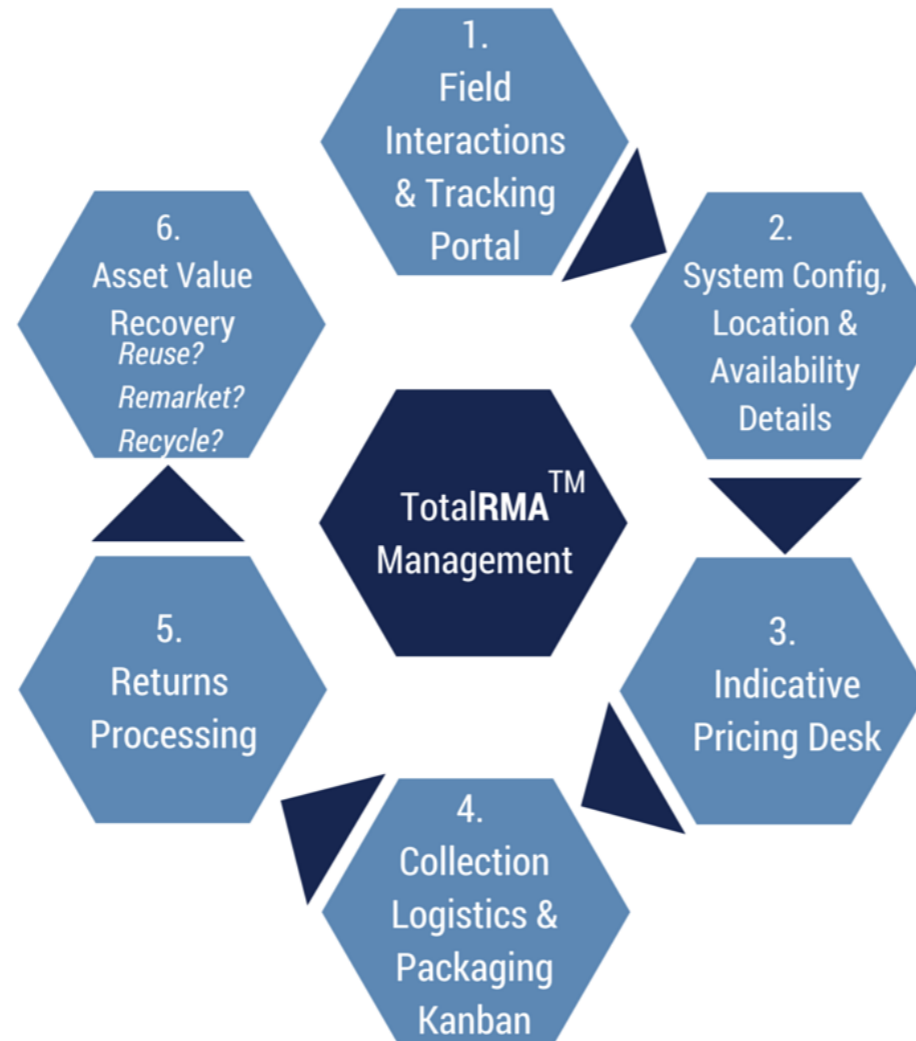 1.
Field
Interactions
& Tracking
Portal
2.
System Config,
Location &
Availability
Details
3.
Indicative
Pricing Desk
4.
Collection
Logistics &
Packaging
Kanban
5.
Returns
Processing
6.
Asset Value
Recovery
Reuse?
Remarket?
Recycle?
TotalRMA™
Management